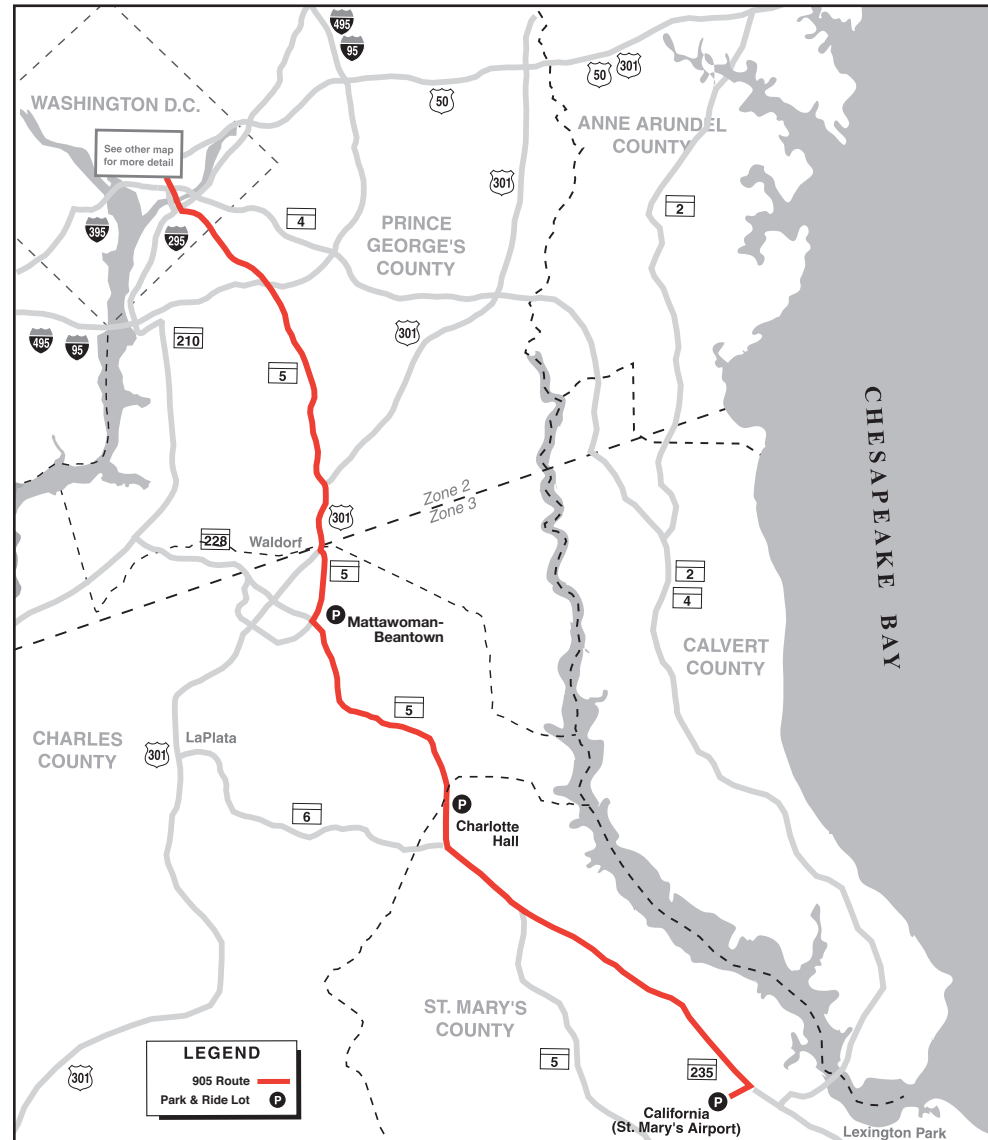 495
95
50
301
50
WASHINGTON D.C.
ANNE ARUNDEL
COUNTY
See other map
for more detail
301
2
4
395
295
PRINCE
GEORGE'S
COUNTY
301
210
495
95
5
CHESAPEAKE BAY
Zone 2
Zone 3
301
228
Waldorf
5
2
4
P
Mattawoman-
Beantown
CALVERT
COUNTY
5
CHARLES
COUNTY
LaPlata
301
6
P
Charlotte
Hall
ST. MARY'S
COUNTY
5
235
LEGEND
905 Route
Park & Ride Lot P
301
P
California
(St. Mary's Airport)
Lexington Park